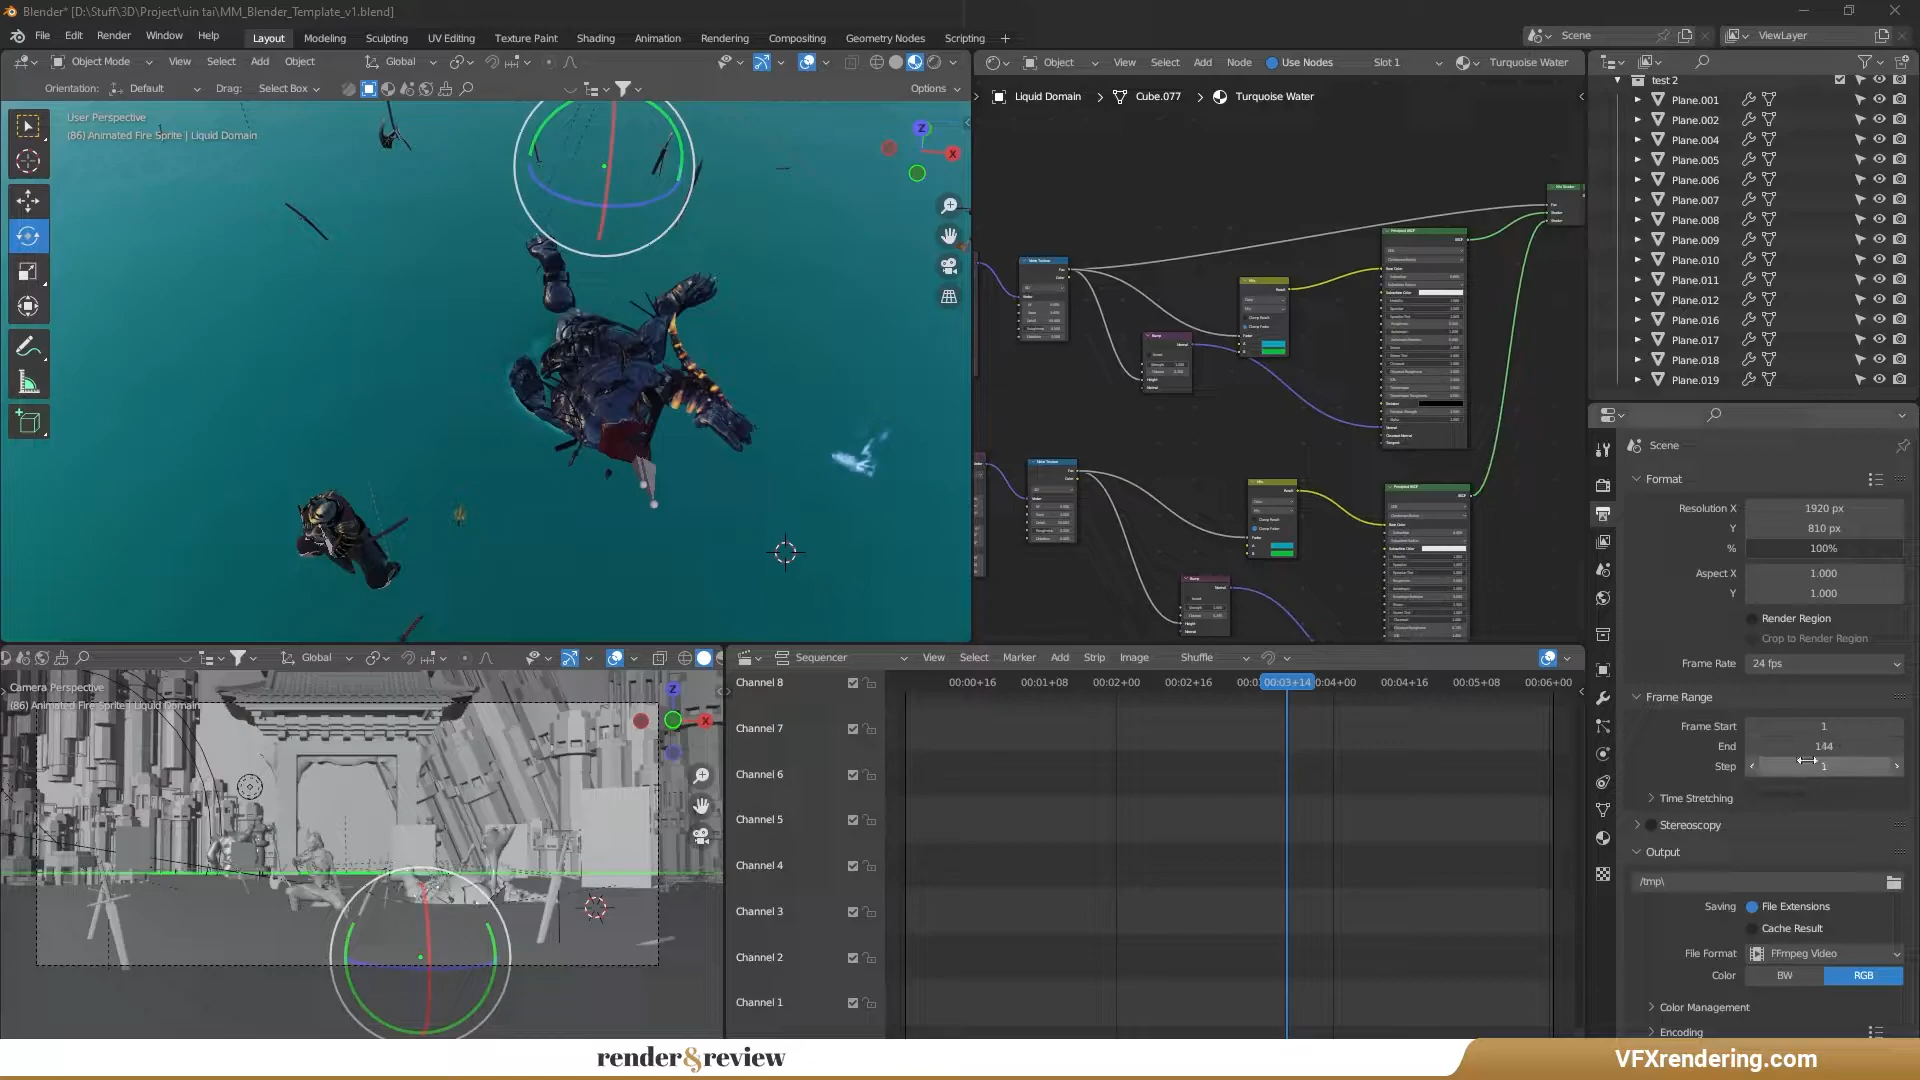 Blender* [D:\Stuff\3D\Project\uin tai\MM_Blender_Template_v1.blend]
File Edit Render Window Help
Layout Modeling Sculpting UV Editing Texture Paint Shading Animation Rendering Compositing Geometry Nodes Scripting +
Scene
ViewLayer
Object Mode View Select Add Object Global
Orientation: Default Drag: Select Box
Options
User Perspective
(86) Animated Fire Sprite | Liquid Domain
Z
X
Object View Select Add Node Use Nodes Slot 1 Turquoise Water
Liquid Domain > Cube.077 > Turquoise Water
test 2
Plane.001
Plane.002
Plane.004
Plane.005
Plane.006
Plane.007
Plane.008
Plane.009
Plane.010
Plane.011
Plane.012
Plane.016
Plane.017
Plane.018
Plane.019
Scene
Format
Resolution X 1920 px
Y 810 px
% 100%
Aspect X 1.000
Y 1.000
Render Region
Crop to Render Region
Frame Rate 24 fps
Frame Range
Frame Start 1
End 144
Step 1
Time Stretching
Stereoscopy
Output
/tmp\
Saving File Extensions
Cache Result
File Format FFmpeg Video
Color BW RGB
Color Management
Encoding
Global
Camera Perspective
(86) Animated Fire Sprite | Liquid Domain
Z
X
Sequencer View Select Marker Add Strip Image Shuffle
00:00+16 00:01+08 00:02+00 00:02+16 00:03+14 00:04+00 00:04+16 00:05+08 00:06+00
Channel 8
Channel 7
Channel 6
Channel 5
Channel 4
Channel 3
Channel 2
Channel 1
render&review
VFXrendering.com